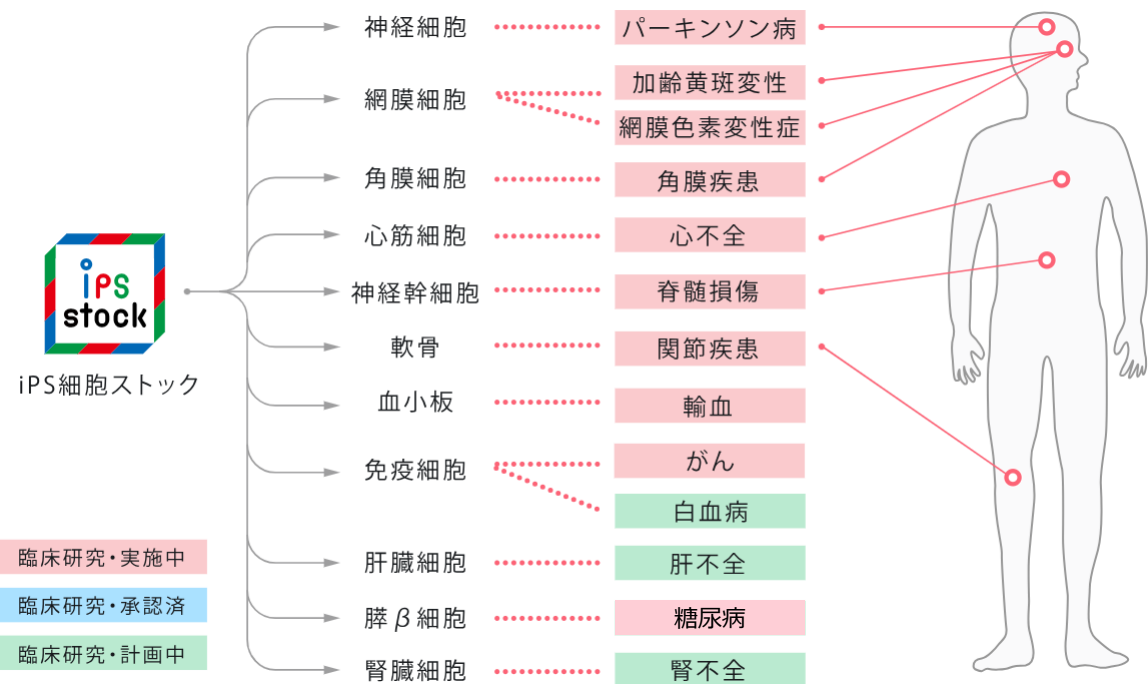 神経細胞
パーキンソン病
網膜細胞
加齢黄斑変性
網膜色素変性症
角膜細胞
角膜疾患
心筋細胞
心不全
神経幹細胞
脊髄損傷
iPS
stock
iPS細胞ストック
軟骨
関節疾患
血小板
輸血
免疫細胞
がん
白血病
肝臓細胞
肝不全
膵β細胞
糖尿病
腎臓細胞
腎不全
臨床研究・実施中
臨床研究・承認済
臨床研究・計画中